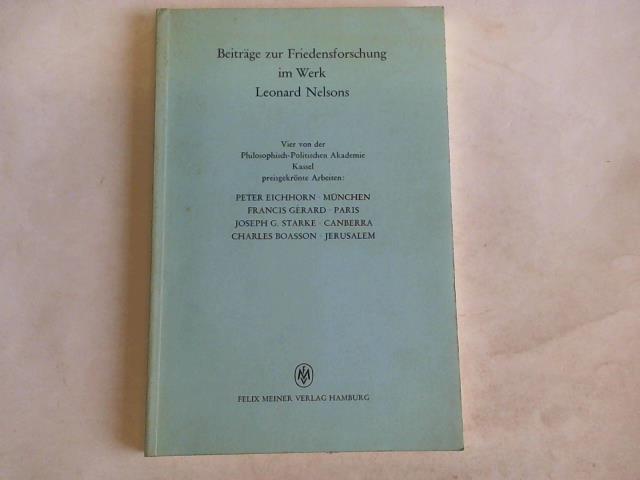 Beiträge zur Friedensforschung
im Werk
Leonard Nelsons
Vier von der
Philosophisch-Politischen Akademie
Kassel
preisgekrönte Arbeiten:
PETER EICHHORN · MÜNCHEN
FRANCIS GÉRARD · PARIS
JOSEPH G. STARKE · CANBERRA
CHARLES BOASSON · JERUSALEM
FELIX MEINER VERLAG HAMBURG